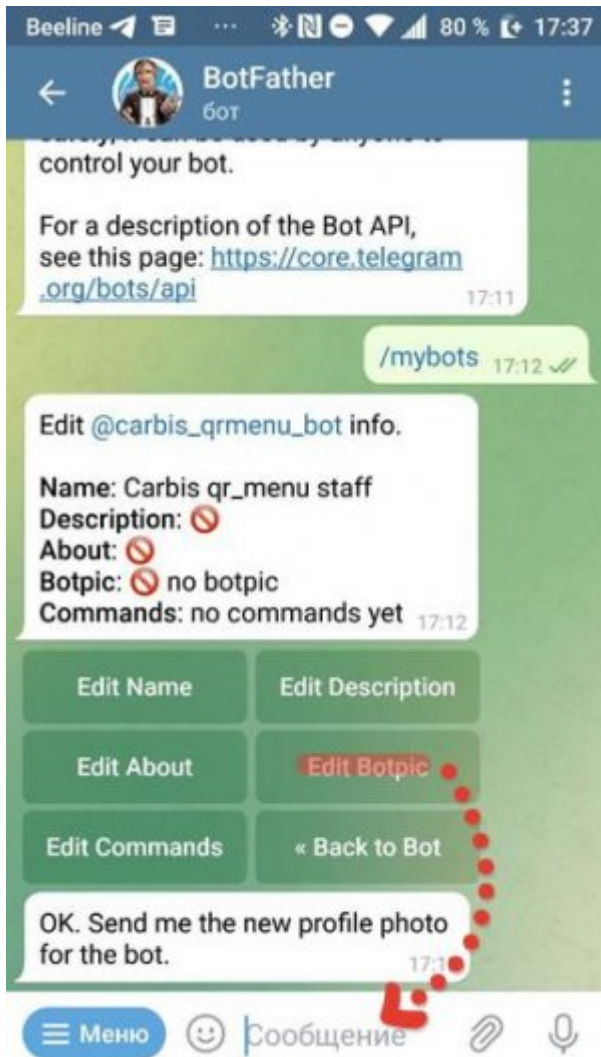 Beeline 80 % 17:37
BotFather
бот
control your bot.
For a description of the Bot API,
see this page: https://core.telegram
.org/bots/api
17:11
/mybots 17:12
Edit @carbis_qrmenu_bot info.
Name: Carbis qr_menu staff
Description:
About:
Botpic: no botpic
Commands: no commands yet 17:12
Edit Name Edit Description
Edit About Edit Botpic
Edit Commands « Back to Bot
OK. Send me the new profile photo
for the bot.
Меню Сообщение